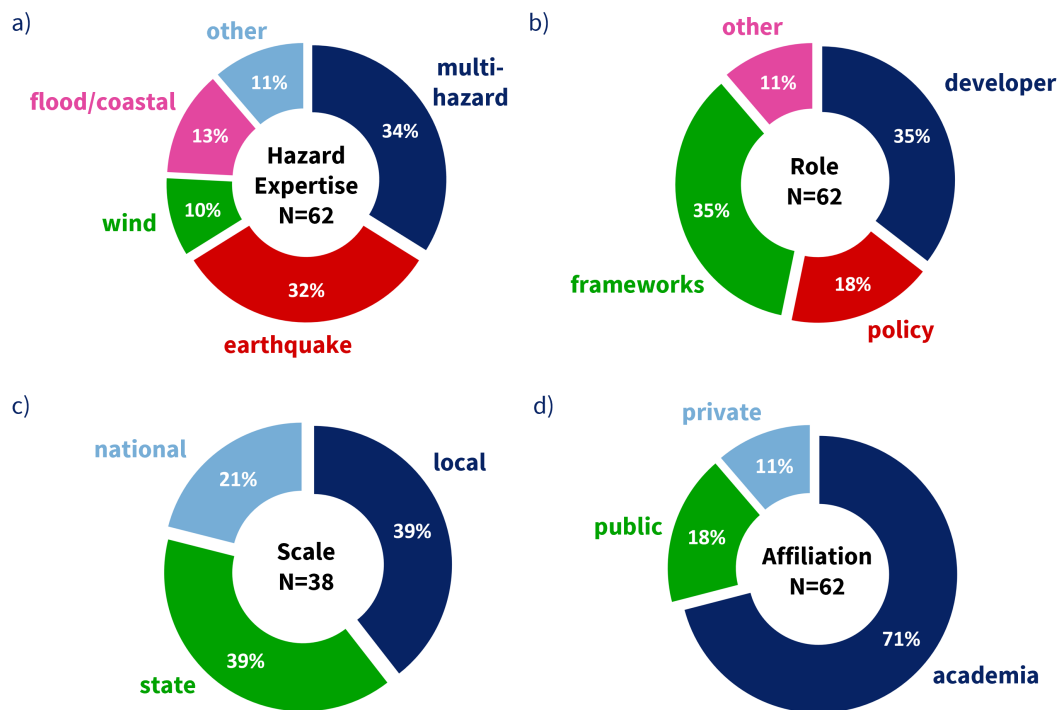 a)
other
11%
multi-
hazard
34%
flood/coastal
13%
Hazard
Expertise
N=62
wind
10%
32%
earthquake
b)
other
11%
developer
35%
Role
N=62
35%
frameworks
18%
policy
c)
national
21%
local
39%
Scale
N=38
39%
state
d)
private
11%
public
18%
Affiliation
N=62
71%
academia